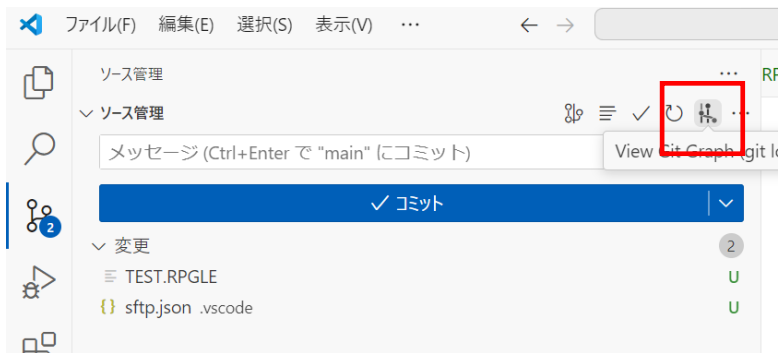 ファイル(F) 編集(E) 選択(S) 表示(V) ···
ソース管理 ···
ソース管理 ···
メッセージ (Ctrl+Enter で "main" にコミット)
View Git Graph (git lo
コミット
2
変更 2
TEST.RPGLE U
{} sftp.json .vscode U